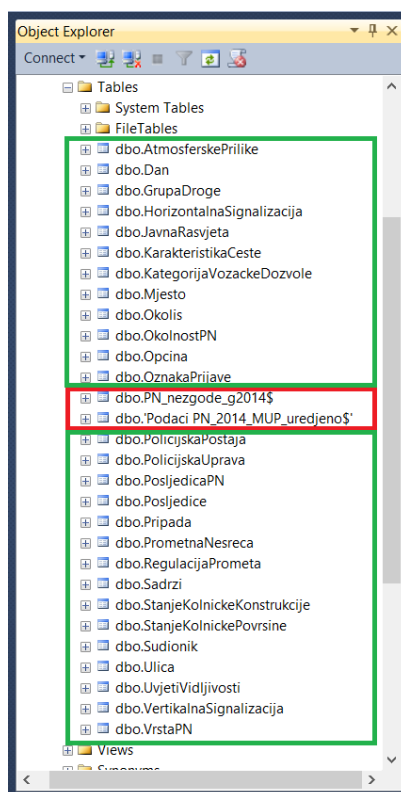 Object Explorer
Connect
Tables
System Tables
FileTables
dbo.AtmosferskePrilike
dbo.Dan
dbo.GrupaDroge
dbo.HorizontalnaSignalizacija
dbo.JavnaRasvjeta
dbo.KarakteristikaCeste
dbo.KategorijaVozackeDozvole
dbo.Mjesto
dbo.Okolis
dbo.OkolnostPN
dbo.Opcina
dbo.OznakaPrijave
dbo.PN_nezgode_g2014$
dbo.'Podaci PN_2014_MUP_uredjeno$'
dbo.PolicijskaPostaja
dbo.PolicijskaUprava
dbo.PosljedicaPN
dbo.Posljedice
dbo.Pripada
dbo.PrometnaNesreca
dbo.RegulacijaPrometa
dbo.Sadrzi
dbo.StanjeKolnickeKonstrukcije
dbo.StanjeKolnickePovrsine
dbo.Sudionik
dbo.Ulica
dbo.UvjetiVidljivosti
dbo.VertikalnaSignalizacija
dbo.VrstaPN
Views
Synonyms